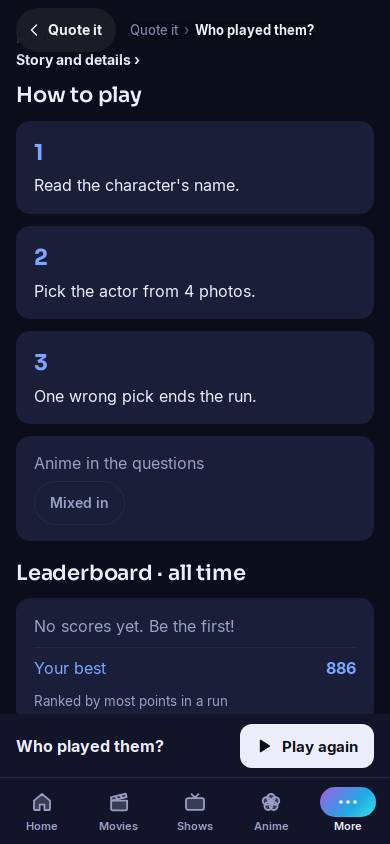 Quote it
Quote it › Who played them?
Story and details ›
How to play
1
Read the character's name.
2
Pick the actor from 4 photos.
3
One wrong pick ends the run.
Anime in the questions
Mixed in
Leaderboard · all time
No scores yet. Be the first!
Your best 886
Ranked by most points in a run
Who played them?
Play again
Home Movies Shows Anime More